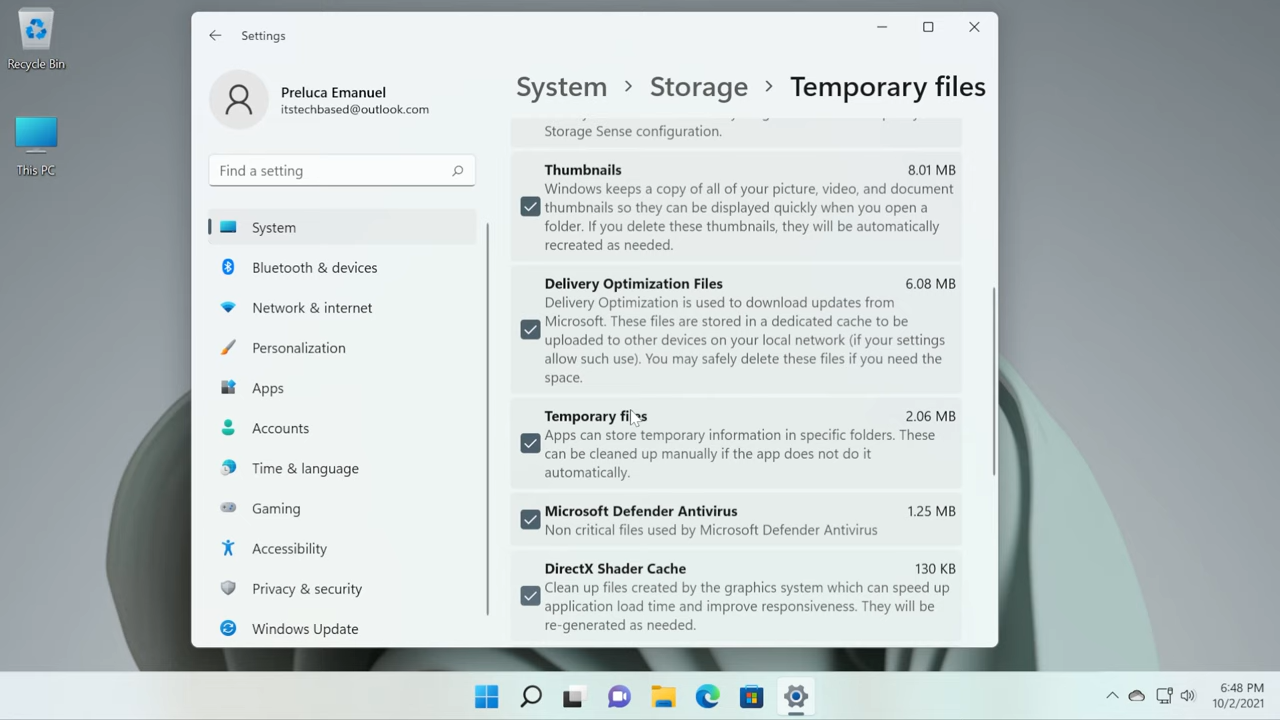 Recycle Bin
This PC
Settings
Preluca Emanuel
itstechbased@outlook.com
Find a setting
System
Bluetooth & devices
Network & internet
Personalization
Apps
Accounts
Time & language
Gaming
Accessibility
Privacy & security
Windows Update
System > Storage > Temporary files
Storage Sense configuration.
Thumbnails 8.01 MB
Windows keeps a copy of all of your picture, video, and document
thumbnails so they can be displayed quickly when you open a
folder. If you delete these thumbnails, they will be automatically
recreated as needed.
Delivery Optimization Files 6.08 MB
Delivery Optimization is used to download updates from
Microsoft. These files are stored in a dedicated cache to be
uploaded to other devices on your local network (if your settings
allow such use). You may safely delete these files if you need the
space.
Temporary files 2.06 MB
Apps can store temporary information in specific folders. These
can be cleaned up manually if the app does not do it
automatically.
Microsoft Defender Antivirus 1.25 MB
Non critical files used by Microsoft Defender Antivirus
DirectX Shader Cache 130 KB
Clean up files created by the graphics system which can speed up
application load time and improve responsiveness. They will be
re-generated as needed.
6:48 PM
10/2/2021